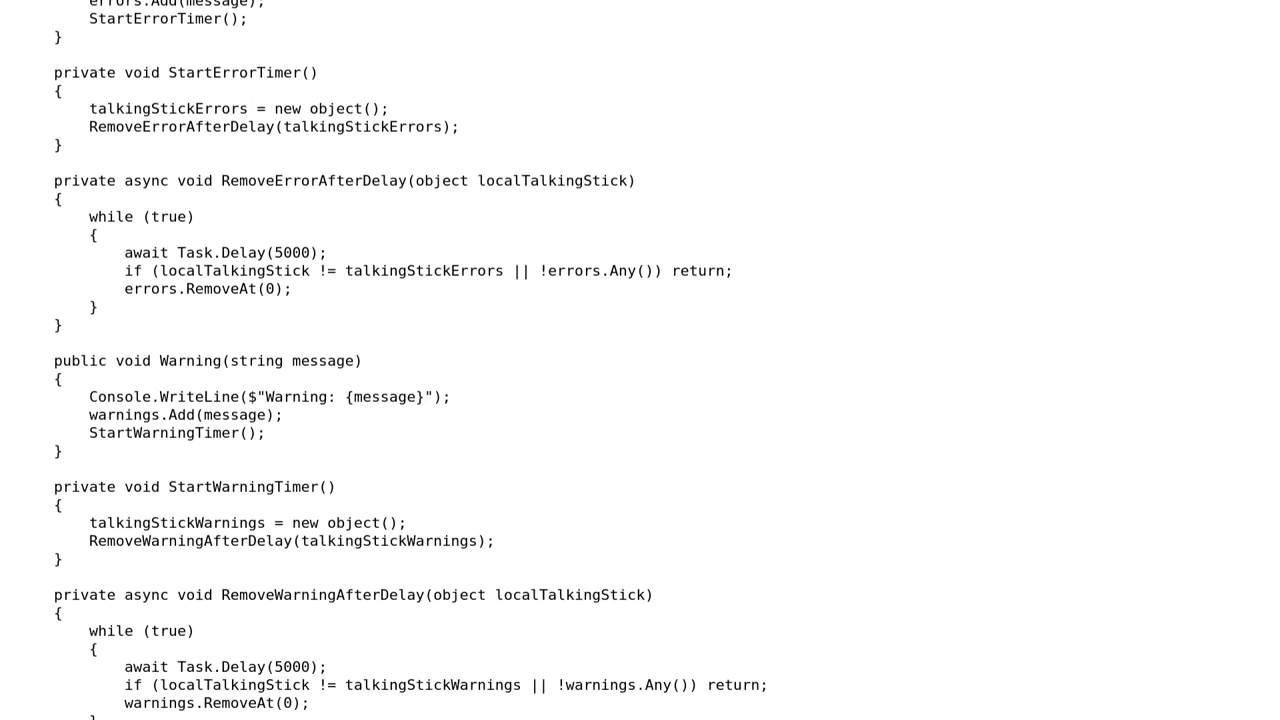 errors.Add(message);
        StartErrorTimer();
    }

    private void StartErrorTimer()
    {
        talkingStickErrors = new object();
        RemoveErrorAfterDelay(talkingStickErrors);
    }

    private async void RemoveErrorAfterDelay(object localTalkingStick)
    {
        while (true)
        {
            await Task.Delay(5000);
            if (localTalkingStick != talkingStickErrors || !errors.Any()) return;
            errors.RemoveAt(0);
        }
    }

    public void Warning(string message)
    {
        Console.WriteLine($"Warning: {message}");
        warnings.Add(message);
        StartWarningTimer();
    }

    private void StartWarningTimer()
    {
        talkingStickWarnings = new object();
        RemoveWarningAfterDelay(talkingStickWarnings);
    }

    private async void RemoveWarningAfterDelay(object localTalkingStick)
    {
        while (true)
        {
            await Task.Delay(5000);
            if (localTalkingStick != talkingStickWarnings || !warnings.Any()) return;
            warnings.RemoveAt(0);
        }